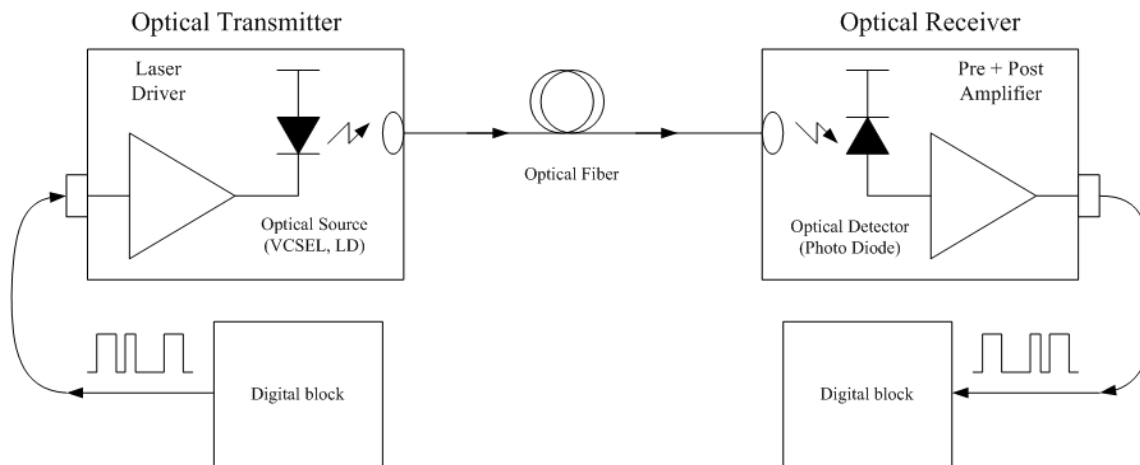 Optical Transmitter
Optical Receiver
Laser
Driver
Optical Source
(VCSEL, LD)
Optical Fiber
Pre + Post
Amplifier
Optical Detector
(Photo Diode)
Digital block
Digital block